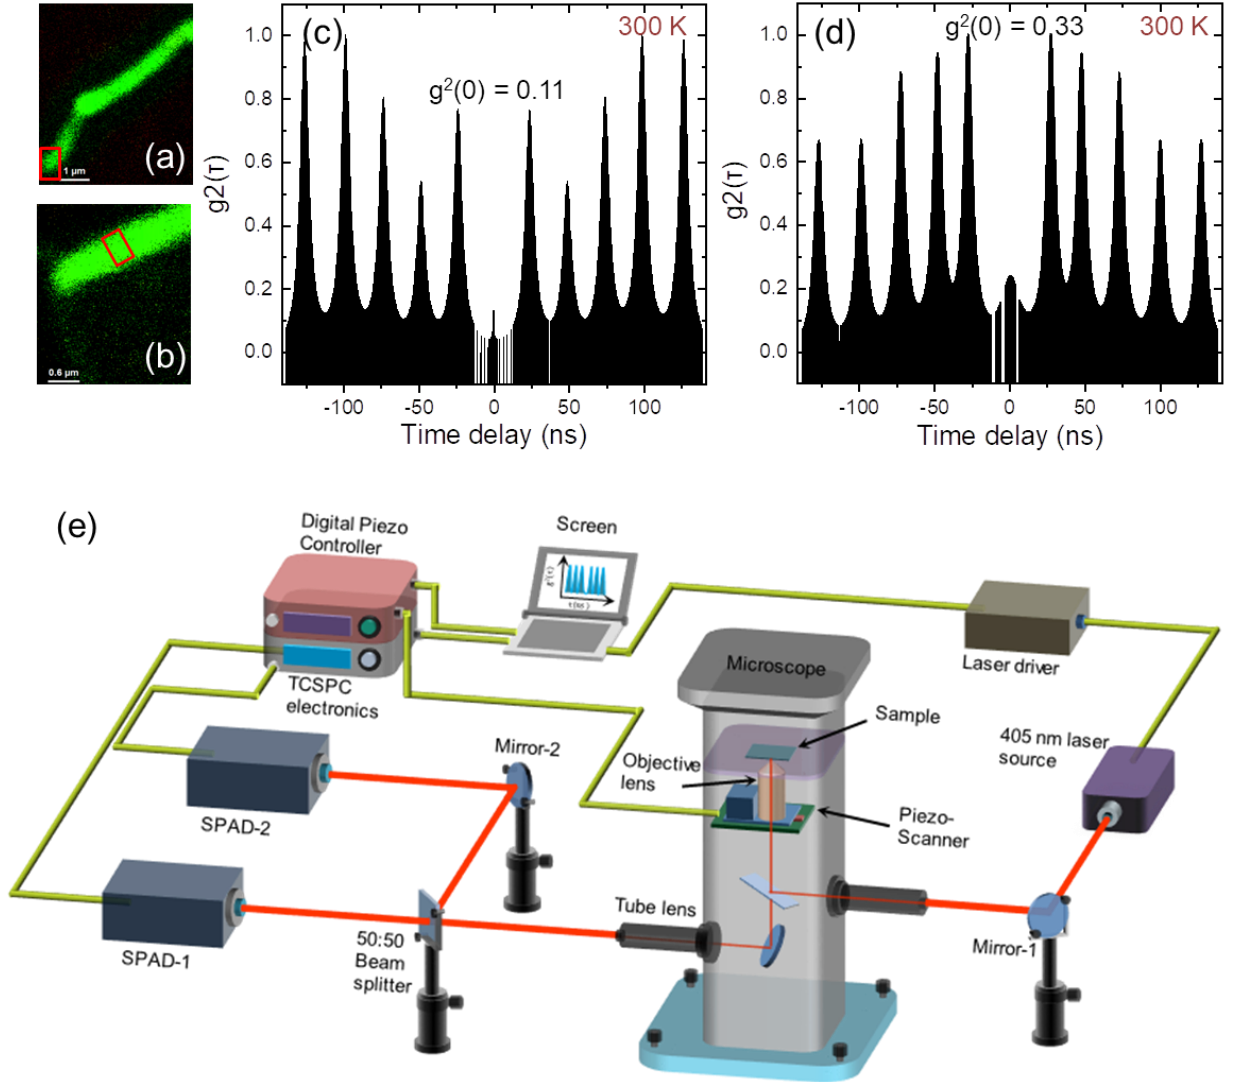 (a)
1 μm
(b)
0.6 μm
(c)
300 K
g²(0) = 0.11
g2(τ)
1.0
0.8
0.6
0.4
0.2
0.0
-100
-50
0
50
100
Time delay (ns)
(d)
g²(0) = 0.33
300 K
g2(τ)
1.0
0.8
0.6
0.4
0.2
0.0
-100
-50
0
50
100
Time delay (ns)
(e)
Digital Piezo
Controller
Screen
TCSPC
electronics
Laser driver
Microscope
Sample
405 nm laser
source
Mirror-2
Objective
lens
SPAD-2
Piezo-
Scanner
Tube lens
50:50
Beam
splitter
SPAD-1
Mirror-1